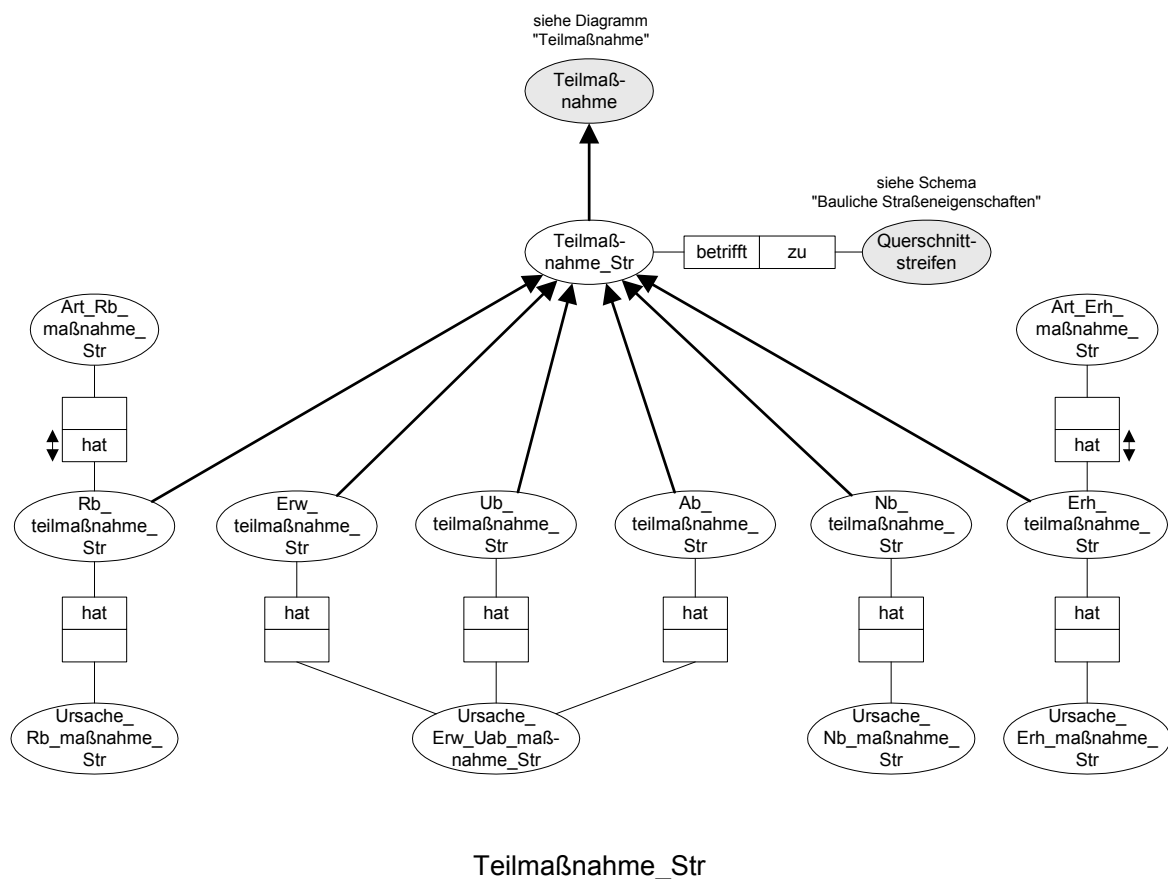 siehe Diagramm
"Teilmaßnahme"
Teilmaß-
nahme
siehe Schema
"Bauliche Straßeneigenschaften"
Teilmaß-
nahme_Str
betrifft
zu
Querschnitt-
streifen
Art_Rb_
maßnahme_
Str
Art_Erh_
maßnahme_
Str
hat
hat
Rb_
teilmaßnahme_
Str
Erw_
teilmaßnahme_
Str
Ub_
teilmaßnahme_
Str
Ab_
teilmaßnahme_
Str
Nb_
teilmaßnahme_
Str
Erh_
teilmaßnahme_
Str
hat
hat
hat
hat
hat
hat
Ursache_
Rb_maßnahme_
Str
Ursache_
Erw_Uab_maß-
nahme_Str
Ursache_
Nb_maßnahme_
Str
Ursache_
Erh_maßnahme_
Str
Teilmaßnahme_Str